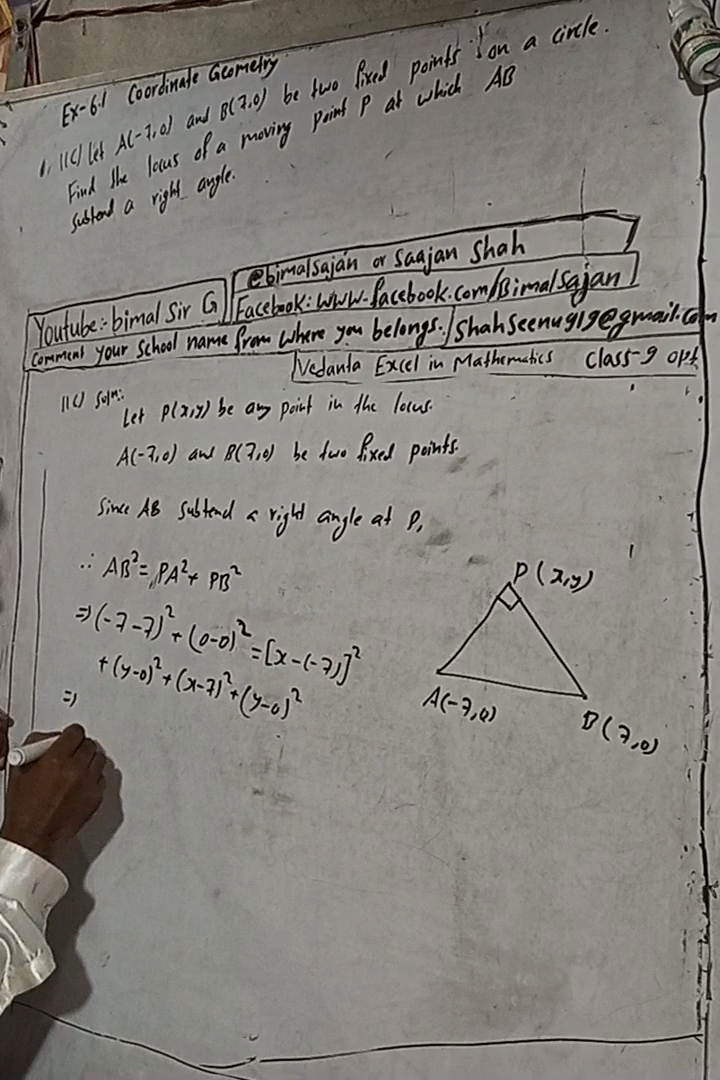 Ex-6.1 Coordinate Geometry
11(c) Let A(-7,0) and B(7,0) be two fixed points on a circle.
Find the locus of a moving point P at which AB
subtend a right angle.
@bimalsajan or Saajan Shah
Youtube:- bimal Sir G
Facebook: www.facebook.com/Bimalsajan
Comment your School name from where you belongs.
Shahseenu919@gmail.com
Vedanta Excel in Mathematics Class-9 opt
11(c) Soln:
Let P(x,y) be any point in the locus.
A(-7,0) and B(7,0) be two fixed points.
Since AB subtend a right angle at P,
∴ AB²= PA²+ PB²
⇒ (-7-7)²+(0-0)²=[x-(-7)]²
+(y-0)²+(x-7)²+(y-0)²
⇒
P(x,y)
A(-7,0)
B(7,0)